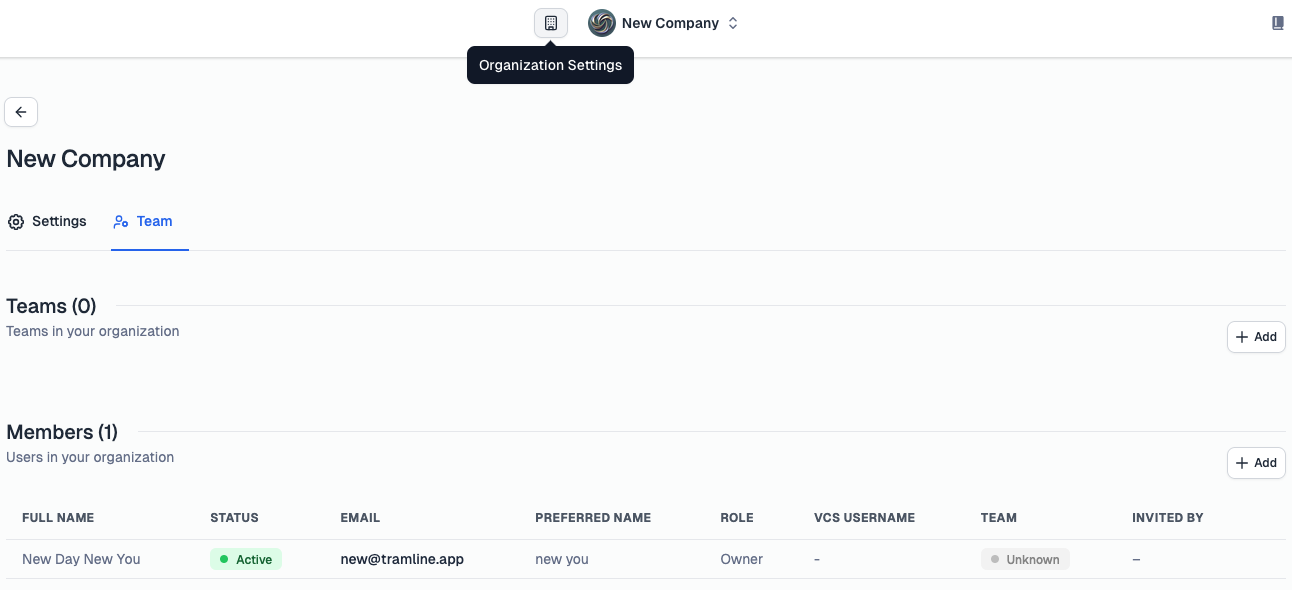 New Company
Organization Settings
New Company
Settings Team
Teams (0)
Teams in your organization
Add
Members (1)
Users in your organization
Add
FULL NAME STATUS EMAIL PREFERRED NAME ROLE VCS USERNAME TEAM INVITED BY
New Day New You Active new@tramline.app new you Owner - Unknown –